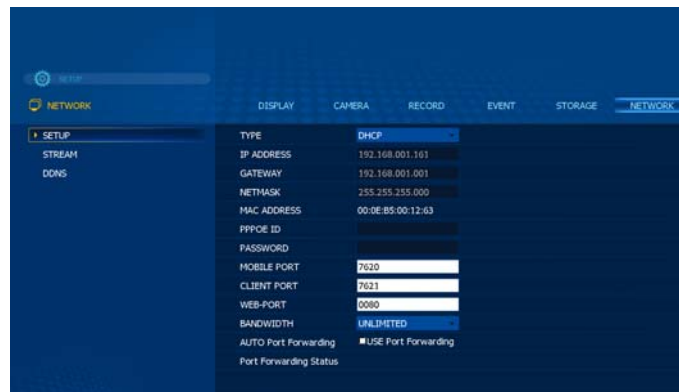 SETUP
NETWORK
DISPLAY CAMERA RECORD EVENT STORAGE NETWORK
SETUP
STREAM
DDNS
TYPE DHCP
IP ADDRESS 192.168.001.161
GATEWAY 192.168.001.001
NETMASK 255.255.255.000
MAC ADDRESS 00:0E:B5:00:12:63
PPPOE ID
PASSWORD
MOBILE PORT 7620
CLIENT PORT 7621
WEB-PORT 0080
BANDWIDTH UNLIMITED
AUTO Port Forwarding USE Port Forwarding
Port Forwarding Status